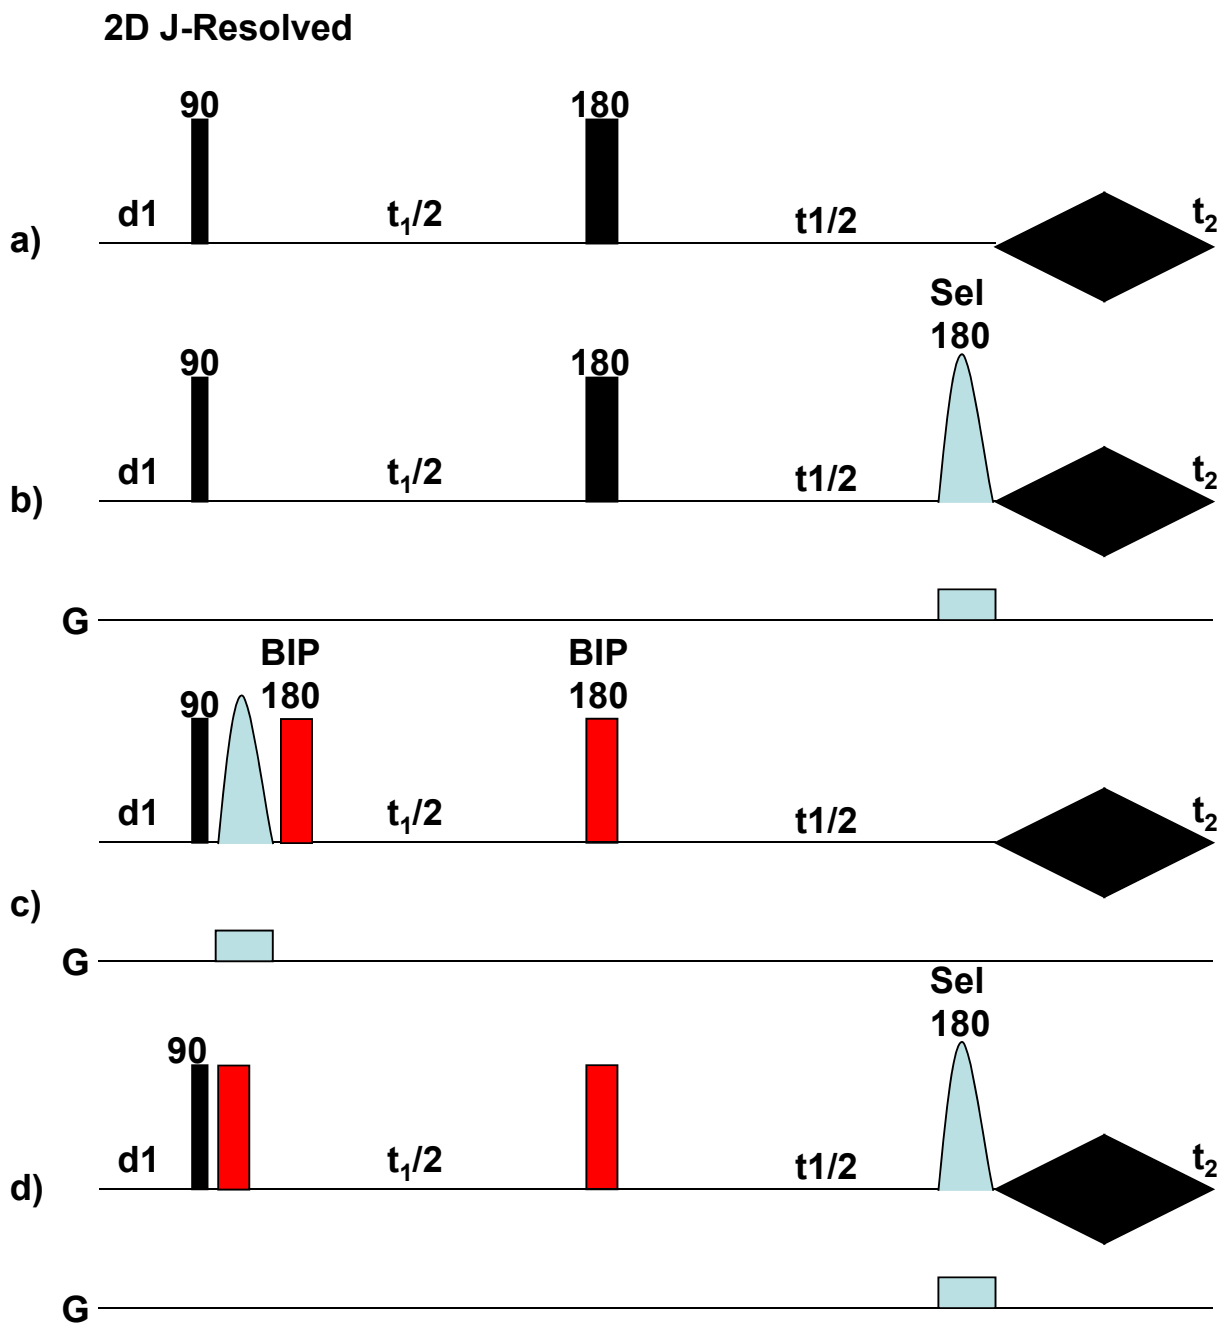 2D J-Resolved
90 180
d1 t₁/2 t1/2 t₂
a)
Sel
90 180 180
d1 t₁/2 t1/2 t₂
b)
G
BIP BIP
90 180 180
d1 t₁/2 t1/2 t₂
c)
G
Sel
90 180
d1 t₁/2 t1/2 t₂
d)
G